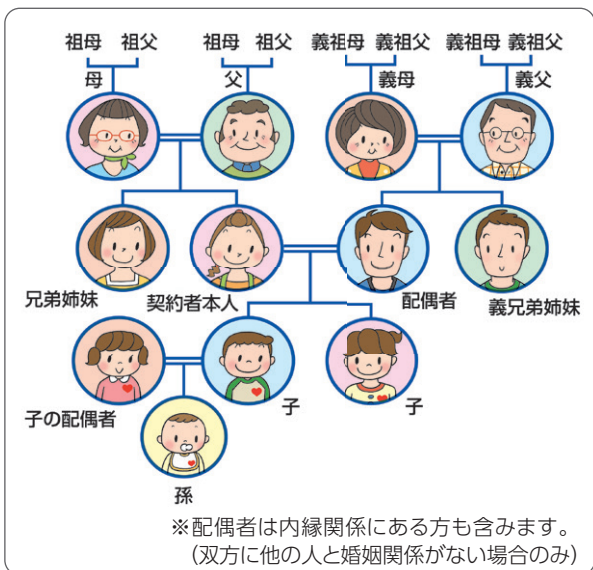 祖母 祖父 祖母 祖父 義祖母 義祖父 義祖母 義祖父
母 父 義母 義父
兄弟姉妹 契約者本人 配偶者 義兄弟姉妹
子の配偶者 子 子
孫
※配偶者は内縁関係にある方も含みます。
(双方に他の人と婚姻関係がない場合のみ)